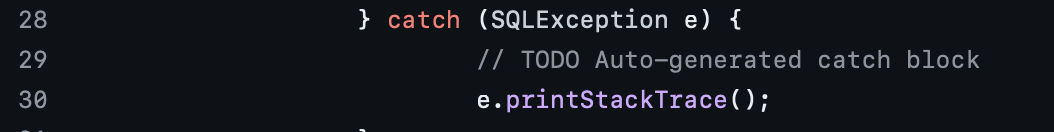 28 } catch (SQLException e) {
29 // TODO Auto-generated catch block
30 e.printStackTrace();